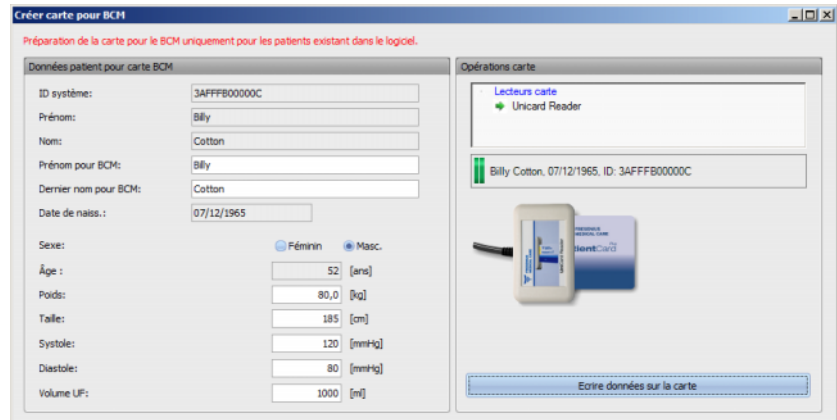 Créer carte pour BCM
Préparation de la carte pour le BCM uniquement pour les patients existant dans le logiciel.
Données patient pour carte BCM
ID système: 3AFFFB00000C
Prénom: Billy
Nom: Cotton
Prénom pour BCM: Billy
Dernier nom pour BCM: Cotton
Date de naiss.: 07/12/1965
Sexe: Féminin Masc.
Âge : 52 [ans]
Poids: 80,0 [kg]
Taille: 185 [cm]
Systole: 120 [mmHg]
Diastole: 80 [mmHg]
Volume UF: 1000 [ml]
Opérations carte
Lecteurs carte
Unicard Reader
Billy Cotton, 07/12/1965, ID: 3AFFFB00000C
FRESENIUS
MEDICAL CARE
tientCard
Unicard Reader
Ecrire données sur la carte